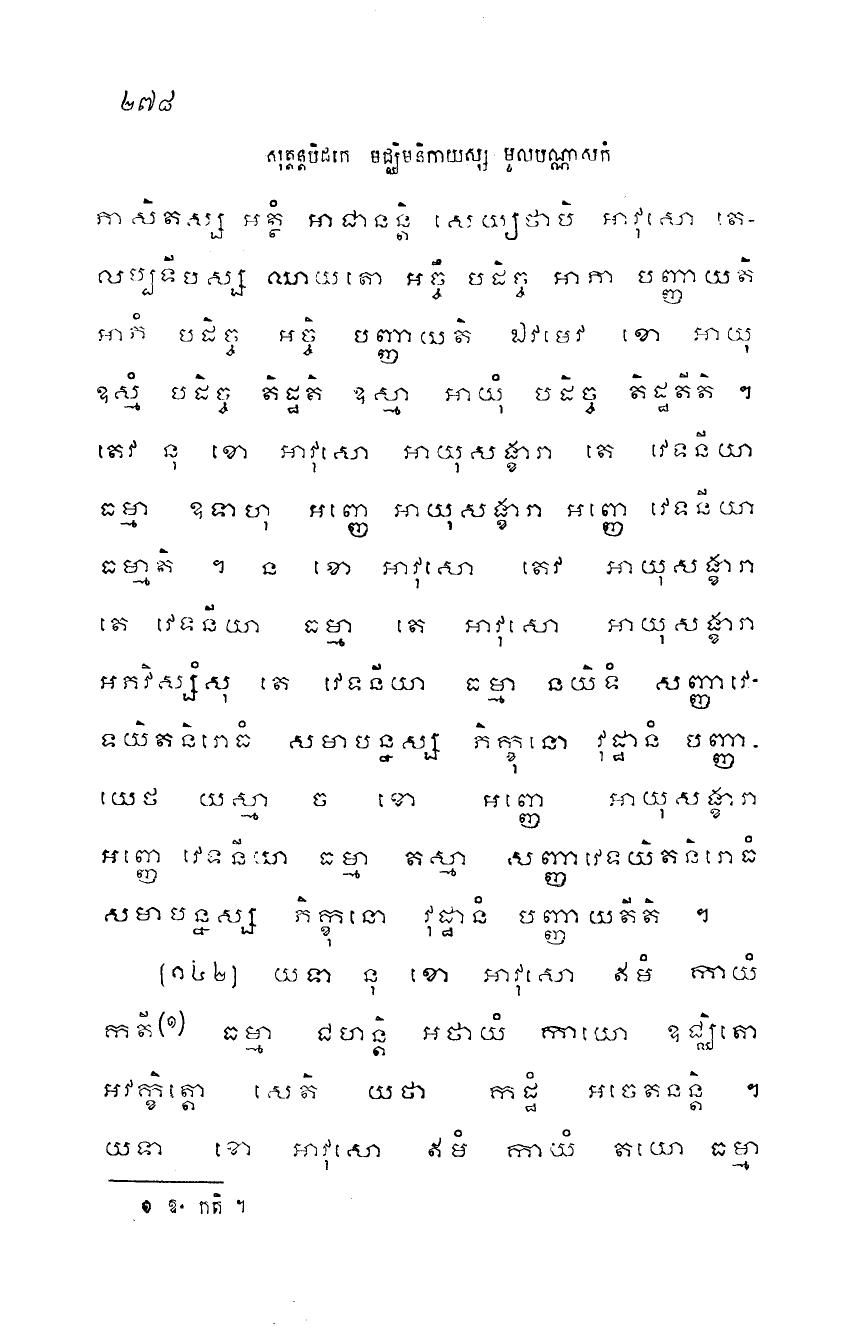 ២៧៨
សុត្តន្តបិដកេ មជ្ឈិមនិកាយស្ស មូលបណ្ណាសកំ
ភាសិតស្ស អត្ថំ អាជានន្តិ សេយ្យថាបិ អាវុសោ តេ-
លប្បទីបស្ស ឈាយតោ អច្ចឹ បដិច្ច អាភា បញ្ញាយតិ
អាភំ បដិច្ច អច្ចិ បញ្ញាយតិ ឯវមេវ ខោ អាយុ
ឧស្មំ បដិច្ច តិដ្ឋតិ ឧស្មា អាយុំ បដិច្ច តិដ្ឋតីតិ ។
តេវ នុ ខោ អាវុសោ អាយុសង្ខារា តេ វេទនីយា
ធម្មា ឧទាហុ អញ្ញេ អាយុសង្ខារា អញ្ញេ វេទនីយា
ធម្មាតិ ។ ន ខោ អាវុសោ តេវ អាយុសង្ខារា
តេ វេទនីយា ធម្មា តេ អាវុសោ អាយុសង្ខារា
អភវិស្សំសុ តេ វេទនីយា ធម្មា នយិទំ សញ្ញាវេ-
ទយិតនិរោធំ សមាបន្នស្ស ភិក្ខុនោ វុដ្ឋានំ បញ្ញា-
យេថ យស្មា ច ខោ អញ្ញេ អាយុសង្ខារា
អញ្ញេ វេទនីយា ធម្មា តស្មា សញ្ញាវេទយិតនិរោធំ
សមាបន្នស្ស ភិក្ខុនោ វុដ្ឋានំ បញ្ញាយតីតិ ។
[១៤២] យទា នុ ខោ អាវុសោ ឥមំ កាយំ
កតី(១) ធម្មា ជហន្តិ អថាយំ កាយោ ឧជ្ឈិតោ
អវក្ខិត្តោ សេតិ យថា កដ្ឋំ អចេតនន្តិ ។
យទា ខោ អាវុសោ ឥមំ កាយំ តយោ ធម្មា
១ ឱ. កតិ ។